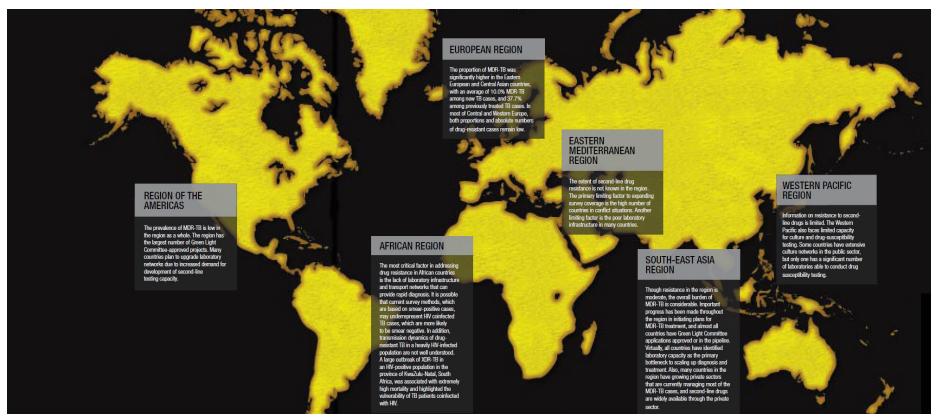 EUROPEAN REGION
The proportion of MDR-TB was
significantly higher in the Eastern
European and Central Asian countries,
with an average of 10.0% MDR-TB
among new TB cases, and 37.7%
among previously treated TB cases. In
most of Central and Western Europe,
both proportions and absolute numbers
of drug-resistant cases remain low.
EASTERN
MEDITERRANEAN
REGION
The extent of second-line drug
resistance is not known in the region.
The primary limiting factor to expanding
survey coverage is the high number of
countries in conflict situations. Another
limiting factor is the poor laboratory
infrastructure in many countries.
REGION OF THE
AMERICAS
The prevalence of MDR-TB is low in
the region as a whole. The region has
the largest number of Green Light
Committee-approved projects. Many
countries plan to upgrade laboratory
networks due to increased demand for
development of second-line
testing capacity.
WESTERN PACIFIC
REGION
Information on resistance to second-
line drugs is limited. The Western
Pacific also faces limited capacity
for culture and drug-susceptibility
testing. Some countries have extensive
culture networks in the public sector,
but only one has a significant number
of laboratories able to conduct drug
susceptibility testing.
AFRICAN REGION
The most critical factor in addressing
drug resistance in African countries
is the lack of laboratory infrastructure
and transport networks that can
provide rapid diagnosis. It is possible
that current survey methods, which
are based on smear-positive cases,
may underrepresent HIV coinfected
TB cases, which are more likely
to be smear negative. In addition,
transmission dynamics of drug-
resistant TB in a heavily HIV-infected
population are not well understood.
A large outbreak of XDR-TB in
an HIV-positive population in the
province of KwaZulu-Natal, South
Africa, was associated with extremely
high mortality and highlighted the
vulnerability of TB patients coinfected
with HIV.
SOUTH-EAST ASIA
REGION
Though resistance in the region is
moderate, the overall burden of
MDR-TB is considerable. Important
progress has been made throughout
the region in initiating plans for
MDR-TB treatment, and almost all
countries have Green Light Committee
applications approved or in the pipeline.
Virtually, all countries have identified
laboratory capacity as the primary
bottleneck to scaling up diagnosis and
treatment. Also, many countries in the
region have growing private sectors
that are currently managing most of the
MDR-TB cases, and second-line drugs
are widely available through the private
sector.